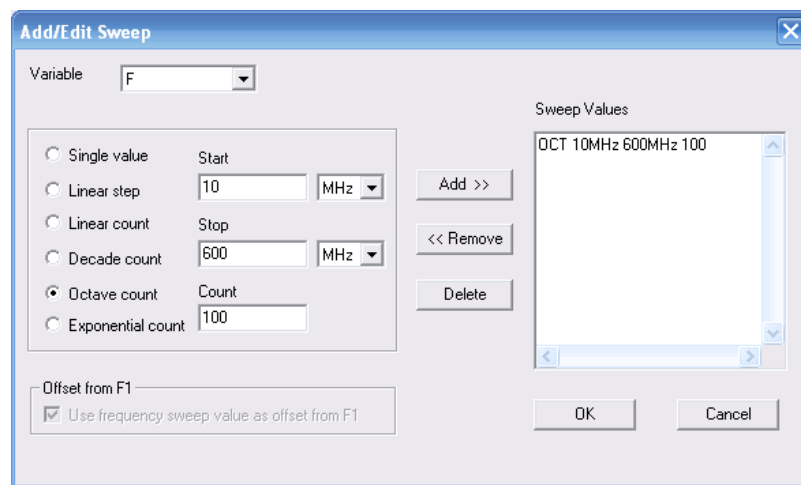 Add/Edit Sweep
Variable
F
Single value
Linear step
Linear count
Decade count
Octave count
Exponential count
Start
10
MHz
Stop
600
MHz
Count
100
Add >>
<< Remove
Delete
Sweep Values
OCT 10MHz 600MHz 100
Offset from F1
Use frequency sweep value as offset from F1
OK
Cancel